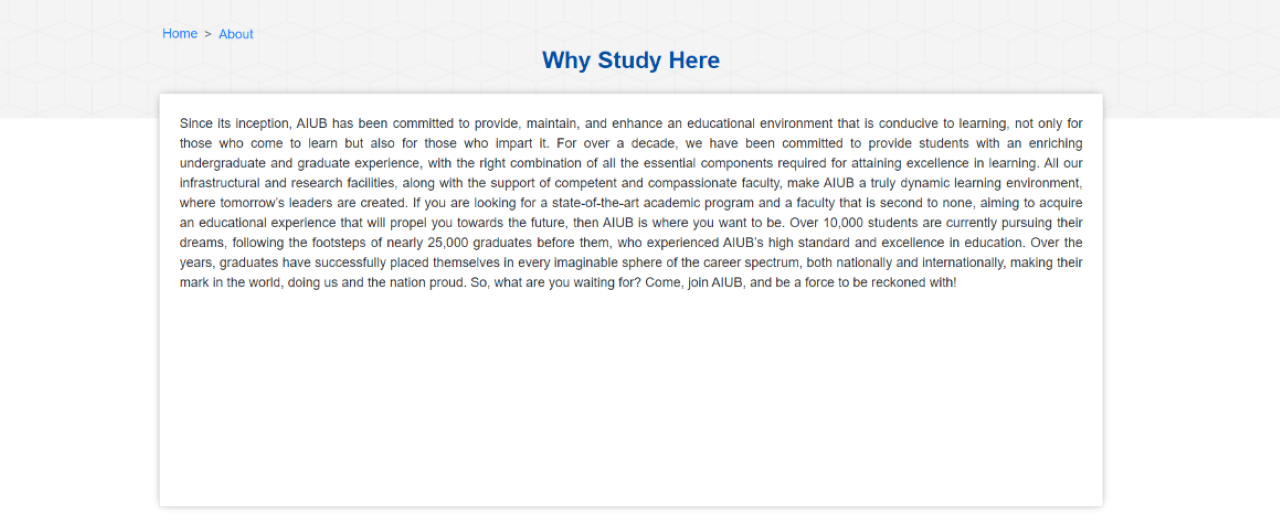 Home > About
Why Study Here
Since its inception, AIUB has been committed to provide, maintain, and enhance an educational environment that is conducive to learning, not only for
those who come to learn but also for those who impart it. For over a decade, we have been committed to provide students with an enriching
undergraduate and graduate experience, with the right combination of all the essential components required for attaining excellence in learning. All our
infrastructural and research facilities, along with the support of competent and compassionate faculty, make AIUB a truly dynamic learning environment,
where tomorrow's leaders are created. If you are looking for a state-of-the-art academic program and a faculty that is second to none, aiming to acquire
an educational experience that will propel you towards the future, then AIUB is where you want to be. Over 10,000 students are currently pursuing their
dreams, following the footsteps of nearly 25,000 graduates before them, who experienced AIUB's high standard and excellence in education. Over the
years, graduates have successfully placed themselves in every imaginable sphere of the career spectrum, both nationally and internationally, making their
mark in the world, doing us and the nation proud. So, what are you waiting for? Come, join AIUB, and be a force to be reckoned with!